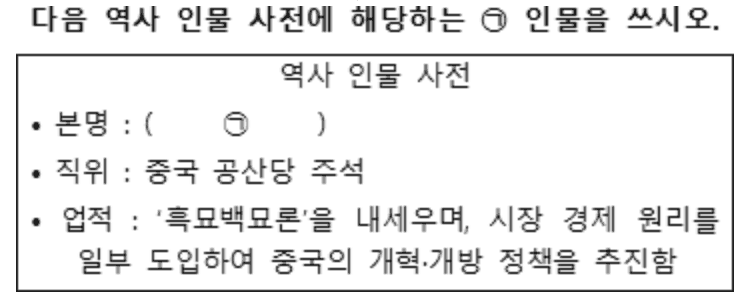 다음 역사 인물 사전에 해당하는 ㉠ 인물을 쓰시오.
역사 인물 사전
• 본명 : ( ㉠ )
• 직위 : 중국 공산당 주석
• 업적 : ‘흑묘백묘론’을 내세우며, 시장 경제 원리를
일부 도입하여 중국의 개혁·개방 정책을 추진함